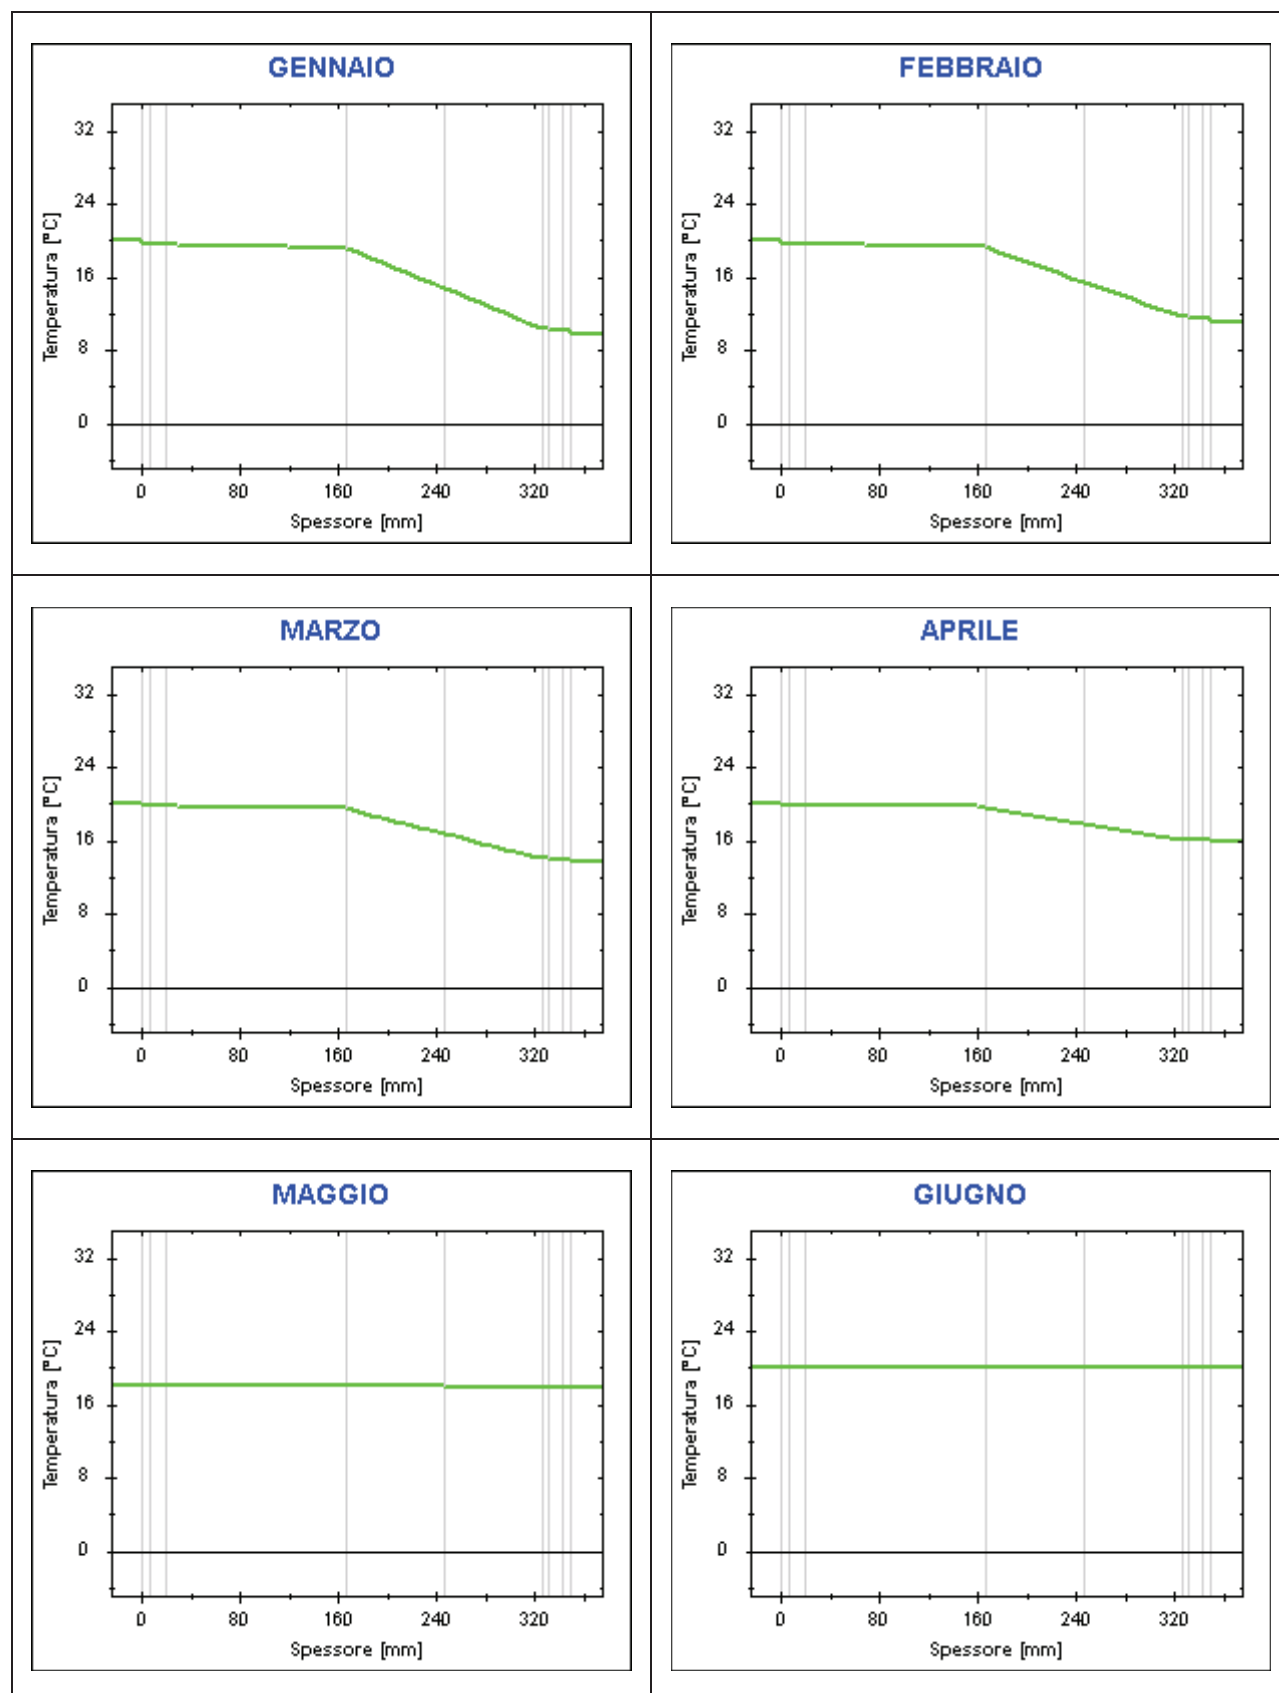 GENNAIO
32
24
16
8
0
Temperatura [°C]
0 80 160 240 320
Spessore [mm]
FEBBRAIO
32
24
16
8
0
Temperatura [°C]
0 80 160 240 320
Spessore [mm]
MARZO
32
24
16
8
0
Temperatura [°C]
0 80 160 240 320
Spessore [mm]
APRILE
32
24
16
8
0
Temperatura [°C]
0 80 160 240 320
Spessore [mm]
MAGGIO
32
24
16
8
0
Temperatura [°C]
0 80 160 240 320
Spessore [mm]
GIUGNO
32
24
16
8
0
Temperatura [°C]
0 80 160 240 320
Spessore [mm]